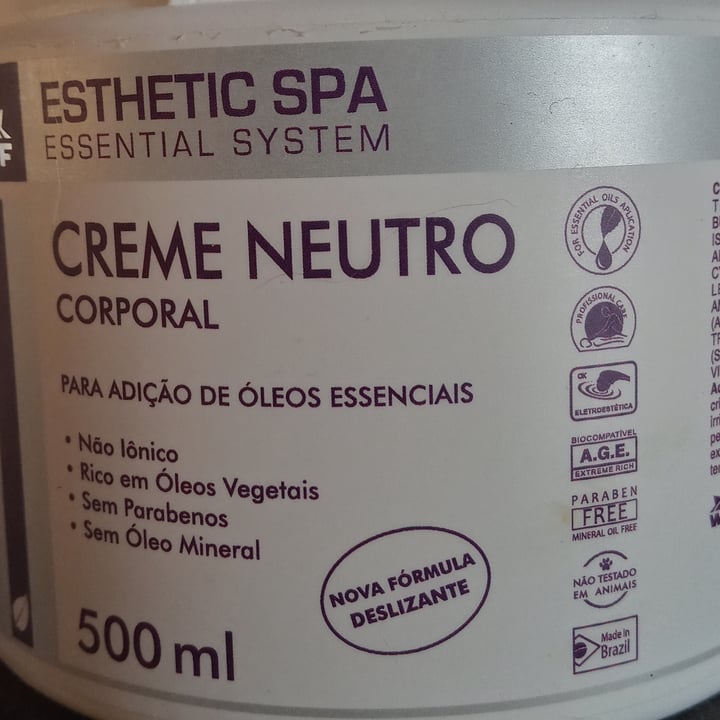 ESTHETIC SPA
ESSENTIAL SYSTEM
CREME NEUTRO
CORPORAL
PARA ADIÇÃO DE ÓLEOS ESSENCIAIS
• Não Iônico
• Rico em Óleos Vegetais
• Sem Parabenos
• Sem Óleo Mineral
NOVA FÓRMULA
DESLIZANTE
500 ml
FOR ESSENTIAL OILS APLICATION
PROFISSIONAL CARE
OK
ELETROESTÉTICA
BIOCOMPATÍVEL
A.G.E.
EXTREME RICH
PARABEN
FREE
MINERAL OIL FREE
NÃO TESTADO
EM ANIMAIS
Made in
Brazil